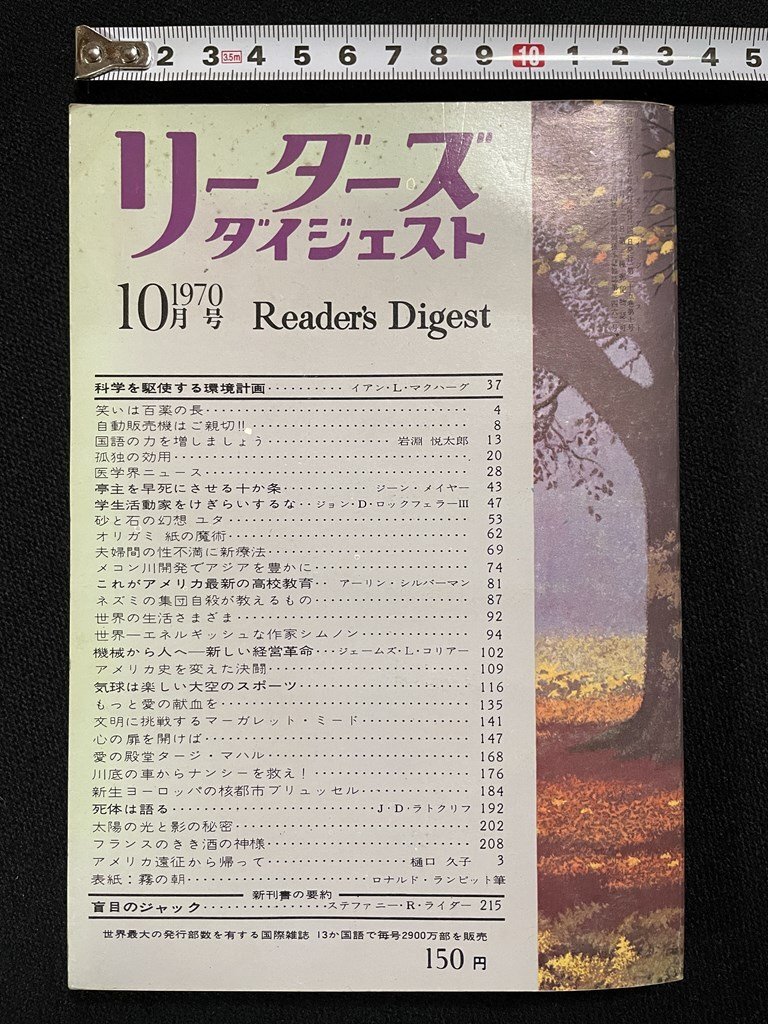 2 3 3.5m 4 5 6 7 8 9 10 1 2 3 4 5
リーダーズ
ダイジェスト
10月号 1970
Reader's Digest
科学を駆使する環境計画‥‥‥‥‥イアン・L・マクハーグ 37
笑いは百薬の長‥‥‥‥‥‥‥‥‥‥‥‥‥‥ 4
自動販売機はご親切!!‥‥‥‥‥‥‥‥‥‥‥‥ 8
国語の力を増しましょう‥‥‥‥‥‥‥岩淵 悦太郎 13
孤独の効用‥‥‥‥‥‥‥‥‥‥‥‥‥‥‥‥ 20
医学界ニュース‥‥‥‥‥‥‥‥‥‥‥‥‥‥ 28
亭主を早死にさせる十か条‥‥‥‥‥ジーン・メイヤー 43
学生活動家をけぎらいするな‥ジョン・D・ロックフェラーIII 47
砂と石の幻想 ユタ‥‥‥‥‥‥‥‥‥‥‥‥‥ 53
オリガミ 紙の魔術‥‥‥‥‥‥‥‥‥‥‥‥‥ 62
夫婦間の性不満に新療法‥‥‥‥‥‥‥‥‥‥‥ 69
メコン川開発でアジアを豊かに‥‥‥‥‥‥‥‥ 74
これがアメリカ最新の高校教育‥ アーリン・シルバーマン 81
ネズミの集団自殺が教えるもの‥‥‥‥‥‥‥‥ 87
世界の生活さまざま‥‥‥‥‥‥‥‥‥‥‥‥‥ 92
世界一エネルギッシュな作家シムノン‥‥‥‥‥ 94
機械から人へ―新しい経営革命‥‥ジェームズ・L・コリアー 102
アメリカ史を変えた決闘‥‥‥‥‥‥‥‥‥‥‥ 109
気球は楽しい大空のスポーツ‥‥‥‥‥‥‥‥‥ 116
もっと愛の献血を‥‥‥‥‥‥‥‥‥‥‥‥‥‥ 135
文明に挑戦するマーガレット・ミード‥‥‥‥‥ 141
心の扉を開けば‥‥‥‥‥‥‥‥‥‥‥‥‥‥‥ 147
愛の殿堂タージ・マハル‥‥‥‥‥‥‥‥‥‥‥ 168
川底の車からナンシーを救え!‥‥‥‥‥‥‥‥ 176
新生ヨーロッパの核都市ブリュッセル‥‥‥‥‥ 184
死体は語る‥‥‥‥‥‥‥‥‥‥J・D・ラトクリフ 192
太陽の光と影の秘密‥‥‥‥‥‥‥‥‥‥‥‥‥ 202
フランスのきき酒の神様‥‥‥‥‥‥‥‥‥‥‥ 208
アメリカ遠征から帰って‥‥‥‥‥‥‥樋口 久子 3
表紙:霧の朝‥‥‥‥‥‥‥‥ロナルド・ランピット筆
新刊書の要約
盲目のジャック‥‥‥‥‥‥ステファニー・R・ライダー 215
世界最大の発行部数を有する国際雑誌 13か国語で毎号2900万部を販売
150円